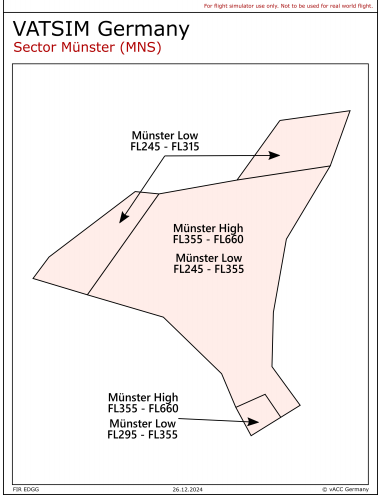 For flight simulator use only. Not to be used for real world flight.
VATSIM Germany
Sector Münster (MNS)
Münster Low
FL245 - FL315
Münster High
FL355 - FL660
Münster Low
FL245 - FL355
Münster High
FL355 - FL660
Münster Low
FL295 - FL355
FIR EDGG
26.12.2024
© vACC Germany